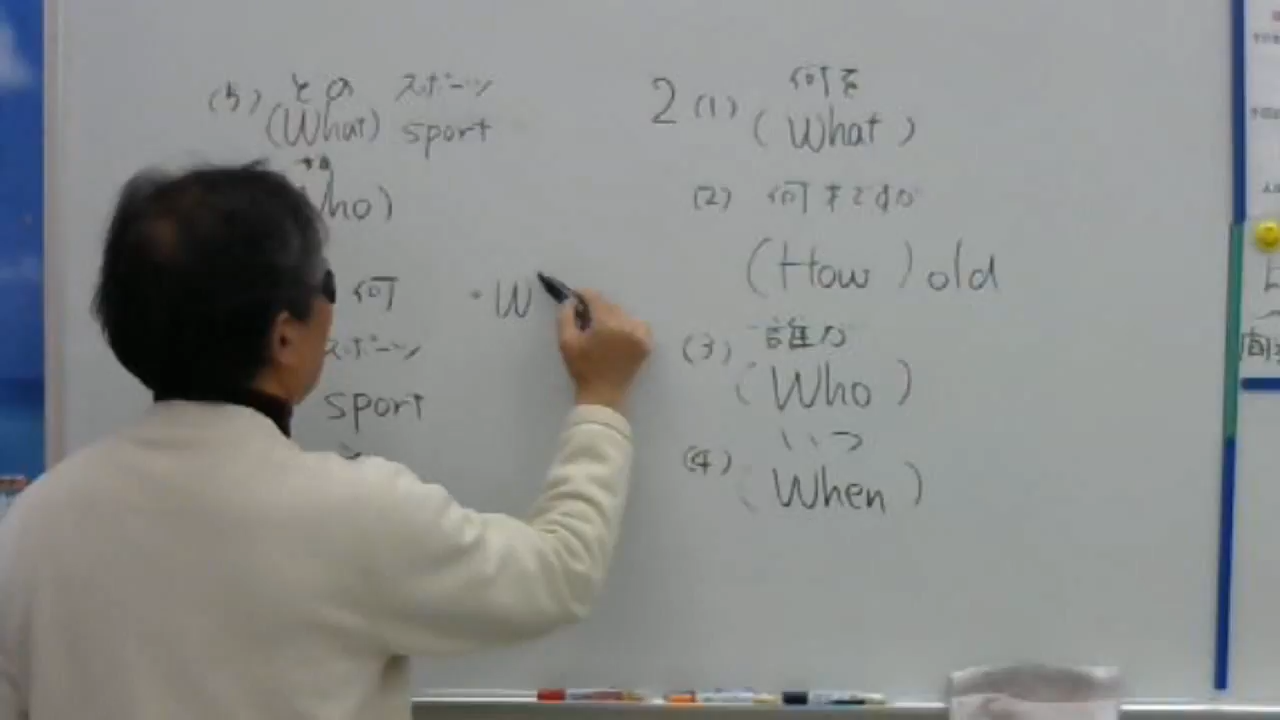 (5) どの スポーツ
(What) sport
ho)
何 ・W
スポーツ
sport
2 (1) 何を
(What)
(2) 何才ですか
(How) old
(3) 誰が
(Who)
(4) いつ
(When)